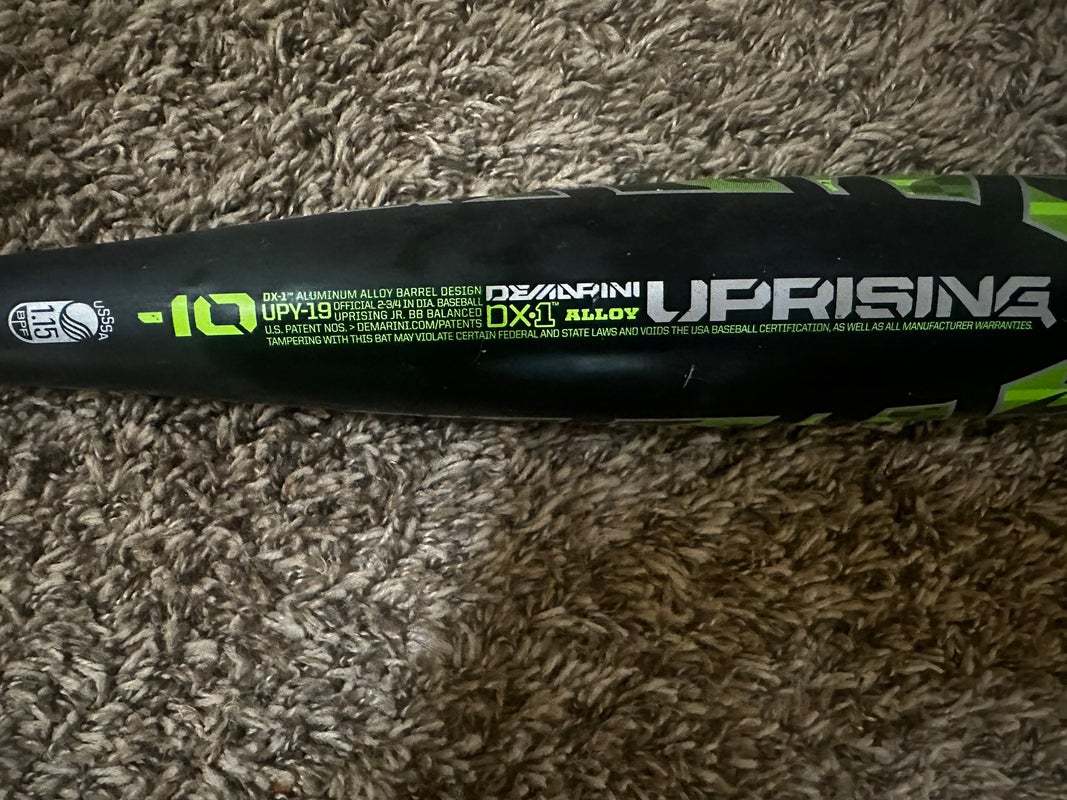 USSSA
1.15
BPF
-10
DX-1™ ALUMINUM ALLOY BARREL DESIGN
UPY-19 OFFICIAL 2-3/4 IN DIA. BASEBALL
UPRISING JR. BB BALANCED
U.S. PATENT NOS. > DEMARINI.COM/PATENTS
DEMARINI
DX-1™ ALLOY
UPRISING
TAMPERING WITH THIS BAT MAY VIOLATE CERTAIN FEDERAL AND STATE LAWS AND VOIDS THE USA BASEBALL CERTIFICATION, AS WELL AS ALL MANUFACTURER WARRANTIES.